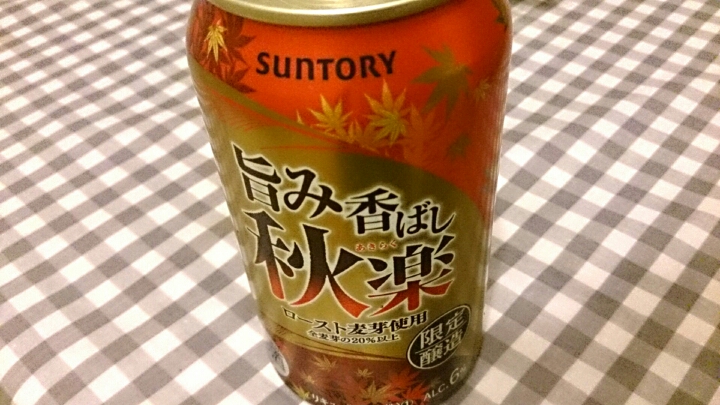 SUNTORY
旨み香ばし
あきらく
秋楽
ロースト麦芽使用
全麦芽の20%以上
限定
醸造
ALC. 6%